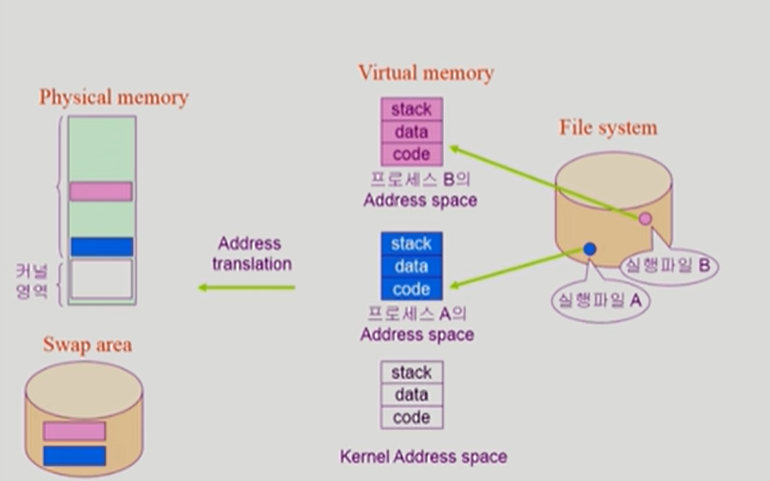 Physical memory
커널
영역
Swap area
Address
translation
Virtual memory
stack
data
code
프로세스 B의
Address space
stack
data
code
프로세스 A의
Address space
stack
data
code
Kernel Address space
File system
실행파일 B
실행파일 A